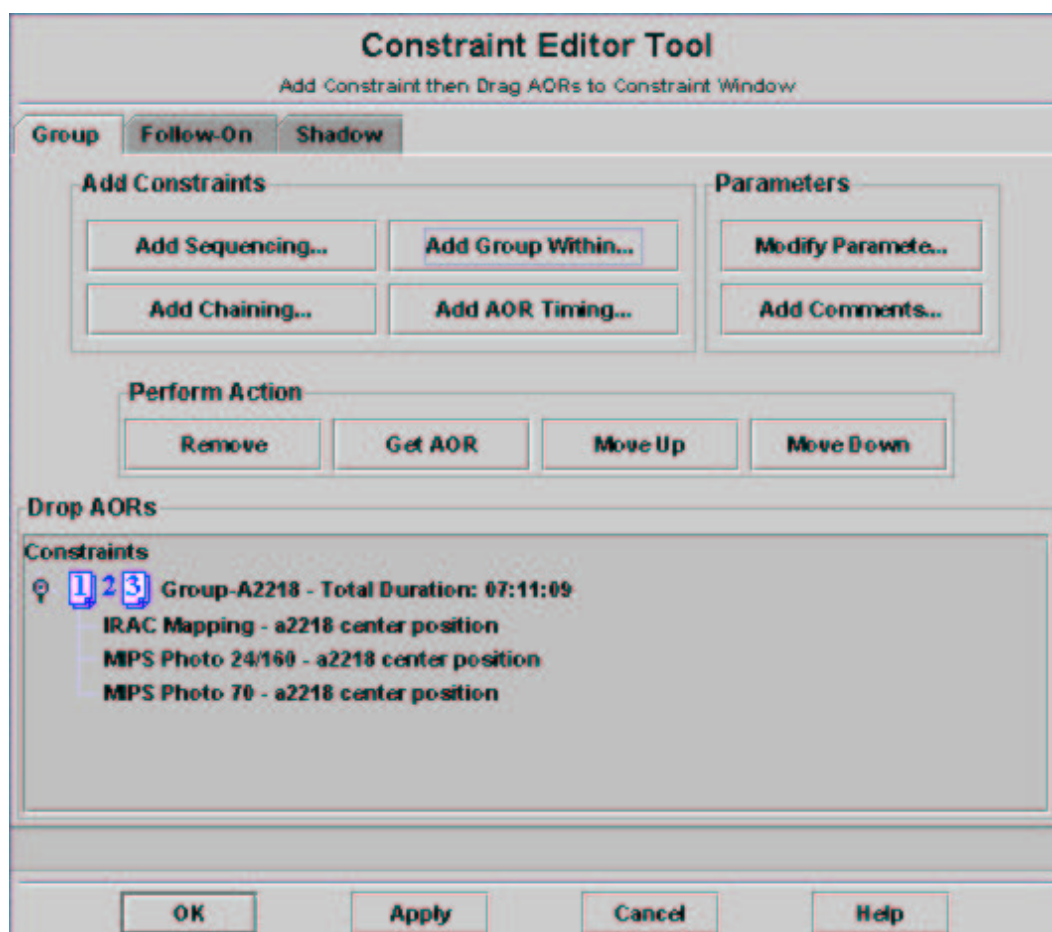 Constraint Editor Tool
Add Constraint then Drag AORs to Constraint Window
Group Follow-On Shadow
Add Constraints Parameters
Add Sequencing... Add Group Within... Modify Paramete...
Add Chaining... Add AOR Timing... Add Comments...
Perform Action
Remove Get AOR Move Up Move Down
Drop AORs
Constraints
1 2 3 Group-A2218 - Total Duration: 07:11:09
IRAC Mapping - a2218 center position
MIPS Photo 24/160 - a2218 center position
MIPS Photo 70 - a2218 center position
OK Apply Cancel Help